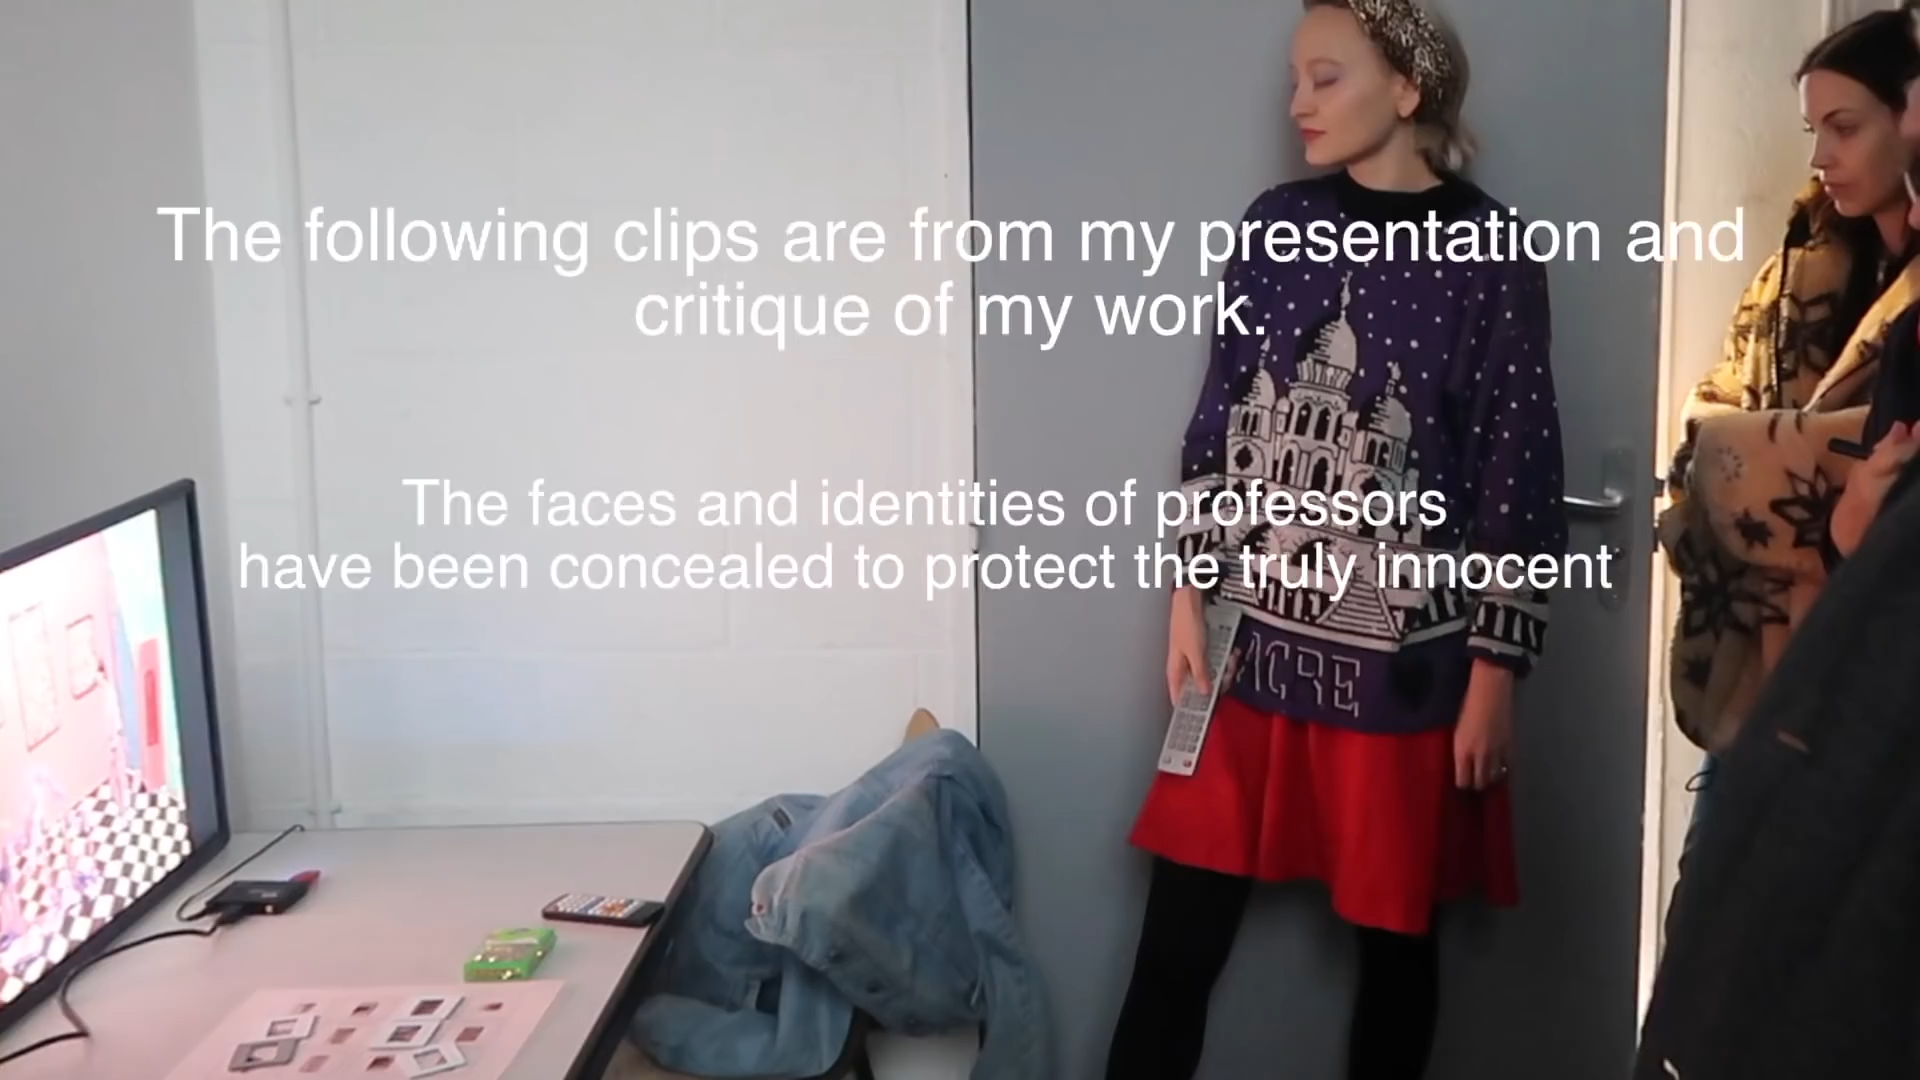 The following clips are from my presentation and
critique of my work.
The faces and identities of professors
have been concealed to protect the truly innocent
ACRE